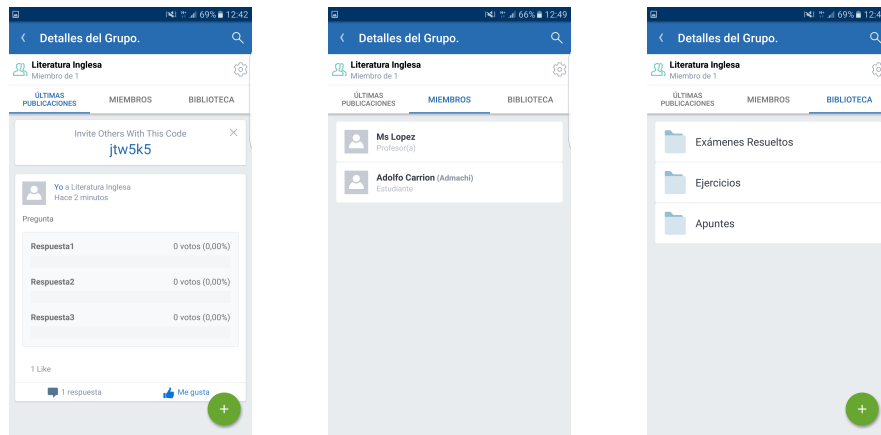 69% 12:42
Detalles del Grupo.
Literatura Inglesa
Miembro de 1
ÚLTIMAS
PUBLICACIONES
MIEMBROS
BIBLIOTECA
Invite Others With This Code
jtw5k5
Yo a Literatura Inglesa
Hace 2 minutos
Pregunta
Respuesta1 0 votos (0,00%)
Respuesta2 0 votos (0,00%)
Respuesta3 0 votos (0,00%)
1 Like
1 respuesta
Me gusta
66% 12:49
Detalles del Grupo.
Literatura Inglesa
Miembro de 1
ÚLTIMAS
PUBLICACIONES
MIEMBROS
BIBLIOTECA
Ms Lopez
Profesor(a)
Adolfo Carrion (Admachi)
Estudiante
69%
Detalles del Grupo.
Literatura Inglesa
Miembro de 1
ÚLTIMAS
PUBLICACIONES
MIEMBROS
BIBLIOTECA
Exámenes Resueltos
Ejercicios
Apuntes